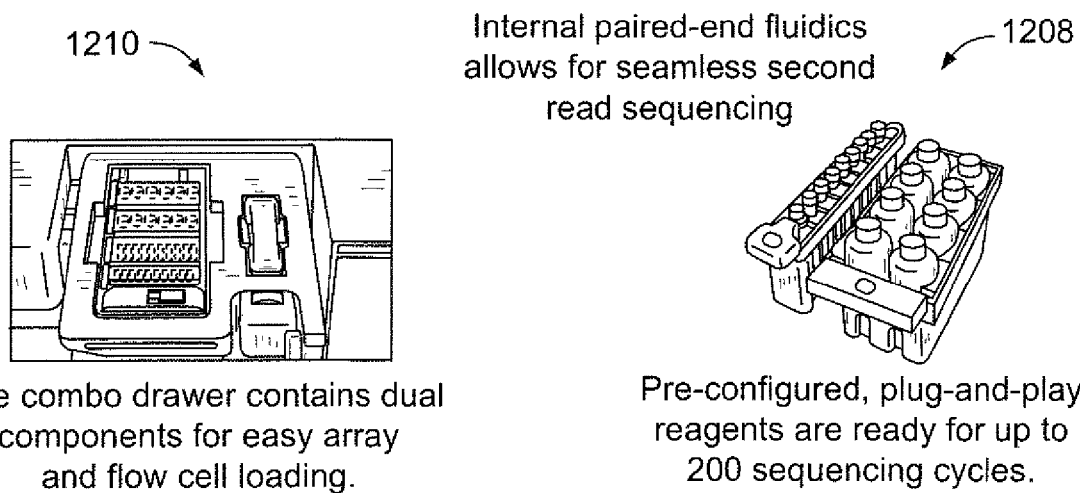 1210
Internal paired-end fluidics
allows for seamless second
read sequencing
1208
combo drawer contains dual
components for easy array
and flow cell loading.
Pre-configured, plug-and-play
reagents are ready for up to
200 sequencing cycles.